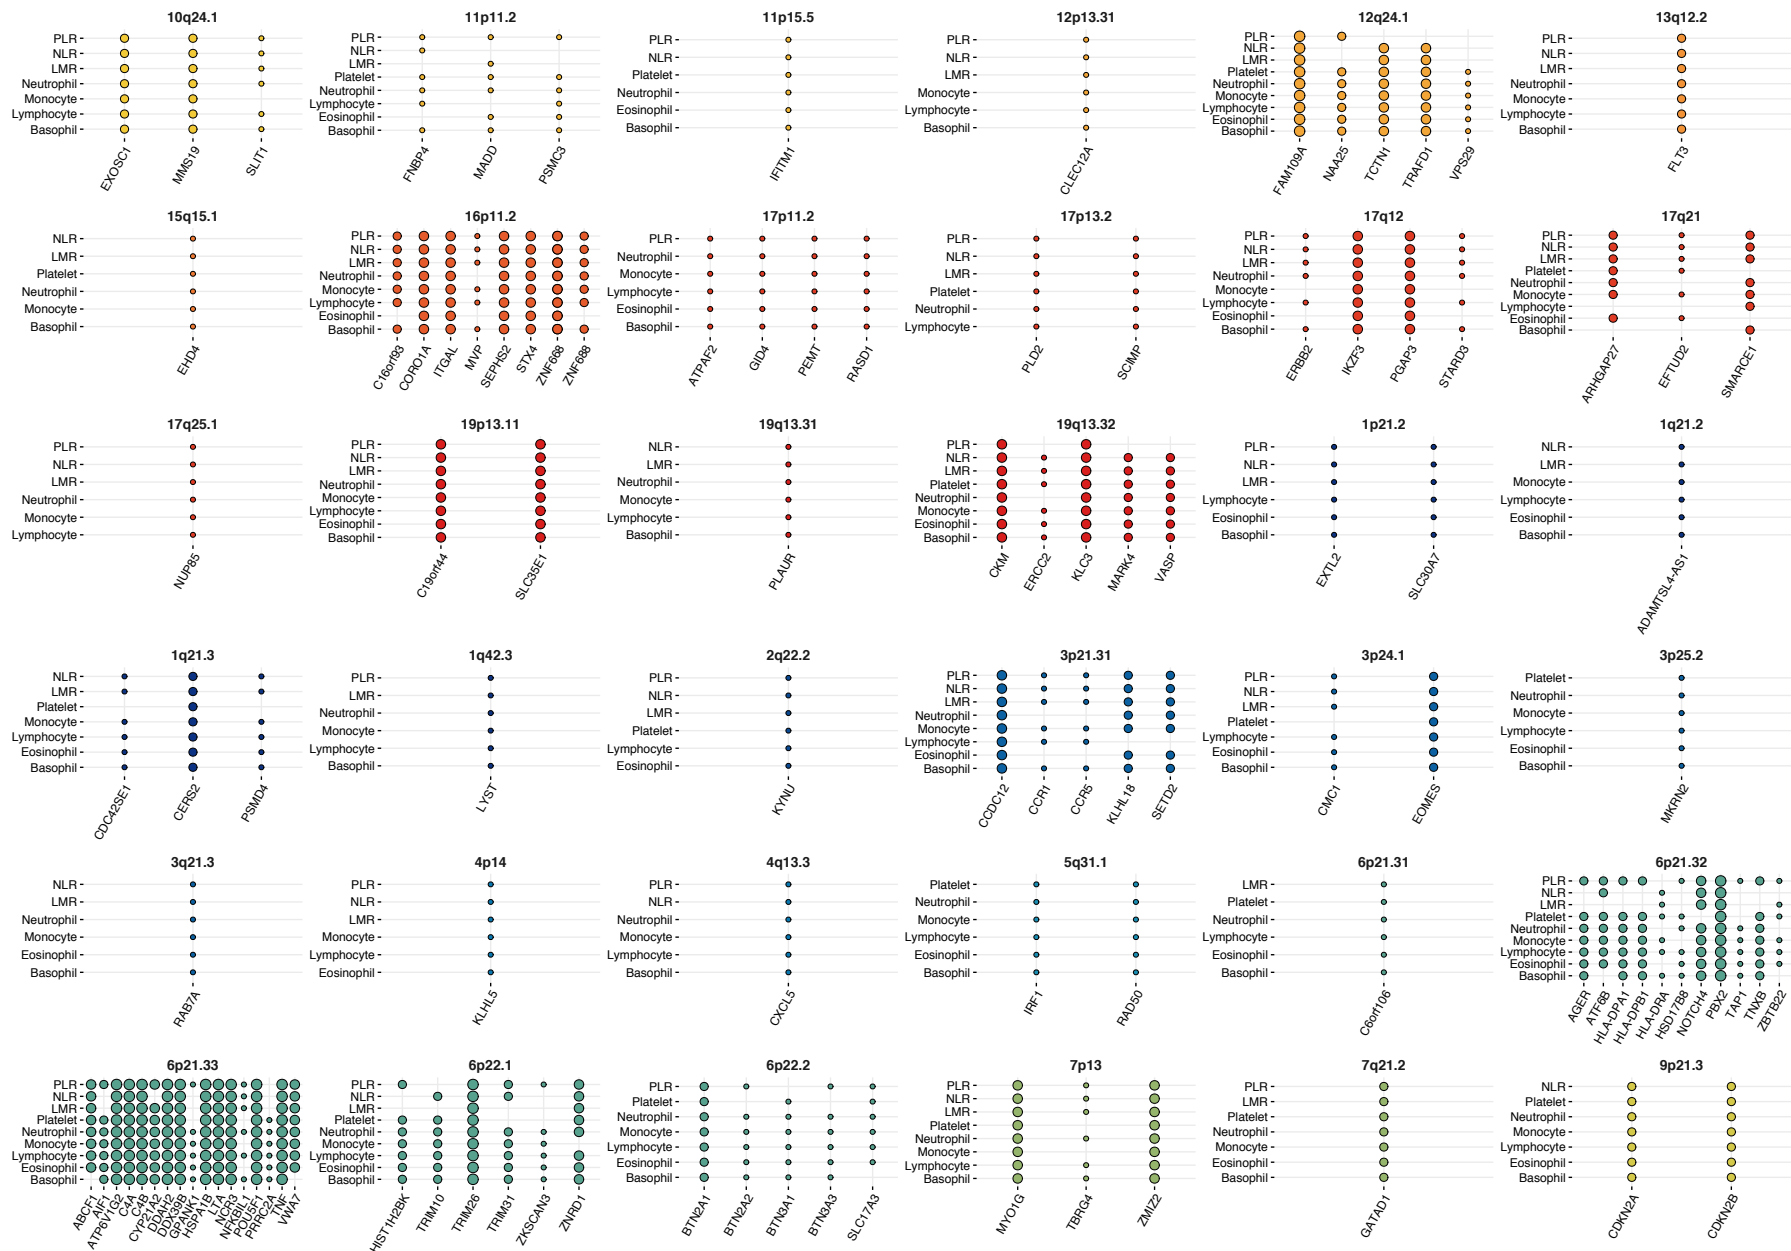 10q24.1
PLR
NLR
LMR
Neutrophil
Monocyte
Lymphocyte
Basophil
EXOSC1
MMS19
SLIT1
11p11.2
PLR
NLR
LMR
Platelet
Neutrophil
Lymphocyte
Eosinophil
Basophil
FNBP4
MADD
PSMC3
11p15.5
PLR
NLR
Platelet
Neutrophil
Eosinophil
Basophil
IFITM1
12p13.31
PLR
NLR
LMR
Monocyte
Lymphocyte
Basophil
CLEC12A
12q24.1
PLR
NLR
LMR
Platelet
Neutrophil
Monocyte
Lymphocyte
Eosinophil
Basophil
FAM109A
NAA25
TCTN1
TRAFD1
VPS29
13q12.2
PLR
NLR
LMR
Neutrophil
Monocyte
Lymphocyte
Basophil
FLT3
15q15.1
NLR
LMR
Platelet
Neutrophil
Monocyte
Basophil
EHD4
16p11.2
PLR
NLR
LMR
Neutrophil
Monocyte
Lymphocyte
Eosinophil
Basophil
C16orf93
CORO1A
ITGAL
MVP
SEPHS2
STX4
ZNF668
ZNF688
17p11.2
PLR
Neutrophil
Monocyte
Lymphocyte
Eosinophil
Basophil
ATPAF2
GID4
PEMT
RASD1
17p13.2
PLR
NLR
LMR
Platelet
Neutrophil
Lymphocyte
PLD2
SCIMP
17q12
PLR
NLR
LMR
Neutrophil
Monocyte
Lymphocyte
Eosinophil
Basophil
ERBB2
IKZF3
PGAP3
STARD3
17q21
PLR
NLR
LMR
Platelet
Neutrophil
Monocyte
Lymphocyte
Eosinophil
Basophil
ARHGAP27
EFTUD2
SMARCE1
17q25.1
PLR
NLR
LMR
Neutrophil
Monocyte
Lymphocyte
NUP85
19p13.11
PLR
NLR
LMR
Neutrophil
Monocyte
Lymphocyte
Eosinophil
Basophil
C19orf44
SLC35E1
19q13.31
NLR
LMR
Neutrophil
Monocyte
Lymphocyte
Basophil
PLAUR
19q13.32
PLR
NLR
LMR
Platelet
Neutrophil
Monocyte
Eosinophil
Basophil
CKM
ERCC2
KLC3
MARK4
VASP
1p21.2
PLR
NLR
LMR
Lymphocyte
Eosinophil
Basophil
EXTL2
SLC30A7
1q21.2
NLR
LMR
Monocyte
Lymphocyte
Eosinophil
Basophil
ADAMTSL4-AS1
1q21.3
NLR
LMR
Platelet
Monocyte
Lymphocyte
Eosinophil
Basophil
CDC42SE1
CERS2
PSMD4
1q42.3
PLR
LMR
Neutrophil
Monocyte
Lymphocyte
Basophil
LYST
2q22.2
PLR
NLR
LMR
Platelet
Lymphocyte
Eosinophil
KYNU
3p21.31
PLR
NLR
LMR
Neutrophil
Monocyte
Lymphocyte
Eosinophil
Basophil
CCDC12
CCR1
CCR5
KLHL18
SETD2
3p24.1
PLR
NLR
LMR
Platelet
Lymphocyte
Eosinophil
Basophil
CMC1
EOMES
3p25.2
Platelet
Neutrophil
Monocyte
Lymphocyte
Eosinophil
Basophil
MKRN2
3q21.3
NLR
LMR
Neutrophil
Monocyte
Eosinophil
Basophil
RAB7A
4p14
PLR
NLR
LMR
Monocyte
Lymphocyte
Eosinophil
KLHL5
4q13.3
PLR
NLR
Neutrophil
Monocyte
Lymphocyte
Basophil
CXCL5
5q31.1
Platelet
Neutrophil
Monocyte
Lymphocyte
Eosinophil
Basophil
IRF1
RAD50
6p21.31
LMR
Platelet
Neutrophil
Lymphocyte
Eosinophil
Basophil
C6orf106
6p21.32
PLR
NLR
LMR
Platelet
Neutrophil
Monocyte
Lymphocyte
Eosinophil
Basophil
AGER
ATF6B
HLA-DPA1
HLA-DPB1
HLA-DRA
HSD17B8
NOTCH4
PBX2
TAP1
TNXB
ZBTB22
6p21.33
PLR
NLR
LMR
Platelet
Neutrophil
Monocyte
Lymphocyte
Eosinophil
Basophil
ABCF1
AIF1
ATP6V1G2
C4A
C4B
CYP21A2
DDAH2
DDX39B
GPANK1
HSPA1B
LTA
NCR3
NFKBIL1
POU5F1
PRRC2A
TNF
VWA7
6p22.1
PLR
NLR
LMR
Platelet
Neutrophil
Monocyte
Lymphocyte
Eosinophil
Basophil
HIST1H2BK
TRIM10
TRIM26
TRIM31
ZKSCAN3
ZNRD1
6p22.2
PLR
Platelet
Neutrophil
Monocyte
Lymphocyte
Eosinophil
Basophil
BTN2A1
BTN2A2
BTN3A1
BTN3A3
SLC17A3
7p13
PLR
NLR
LMR
Platelet
Neutrophil
Monocyte
Lymphocyte
Basophil
MYO1G
TBRG4
ZMIZ2
7q21.2
PLR
LMR
Platelet
Neutrophil
Monocyte
Eosinophil
Basophil
GATAD1
9p21.3
NLR
Platelet
Neutrophil
Monocyte
Lymphocyte
Eosinophil
Basophil
CDKN2A
CDKN2B